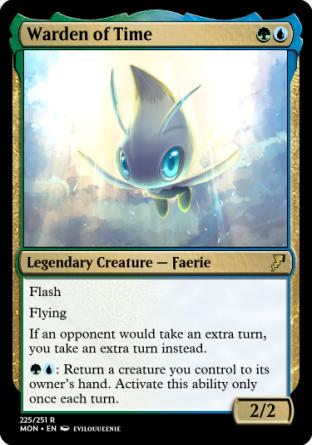 Warden of Time
Legendary Creature — Faerie
Flash
Flying
If an opponent would take an extra turn,
you take an extra turn instead.
: Return a creature you control to its
owner's hand. Activate this ability only
once each turn.
2/2
225/251 R
MON • EN EVILOUUEENIE